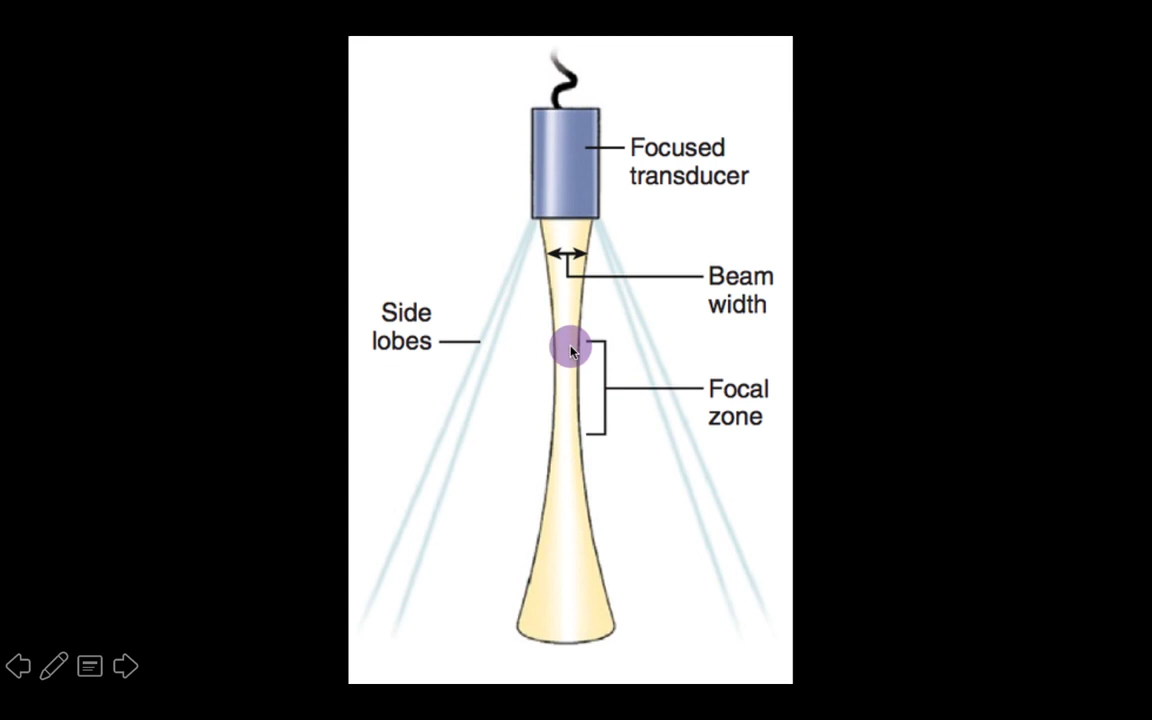 Focused
transducer
Beam
width
Side
lobes
Focal
zone